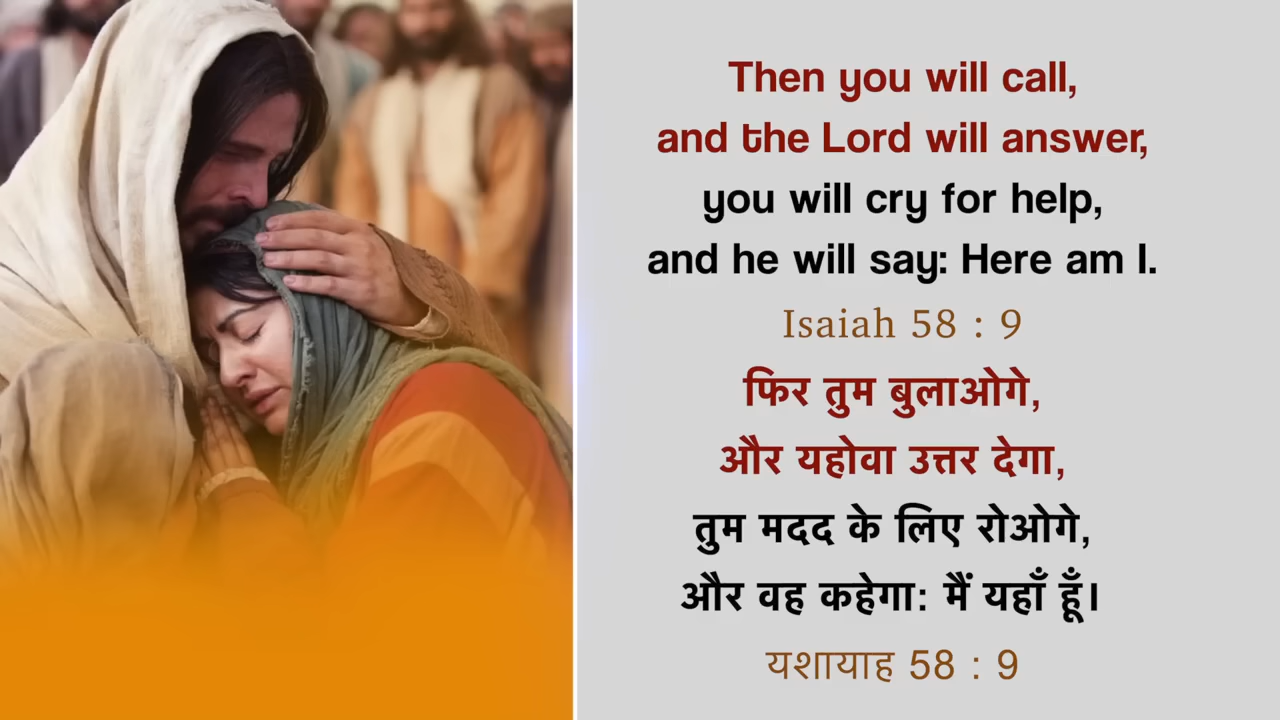 Then you will call,
and the Lord will answer,
you will cry for help,
and he will say: Here am I.
Isaiah 58 : 9
फिर तुम बुलाओगे,
और यहोवा उत्तर देगा,
तुम मदद के लिए रोओगे,
और वह कहेगा: मैं यहाँ हूँ।
यशायाह 58 : 9